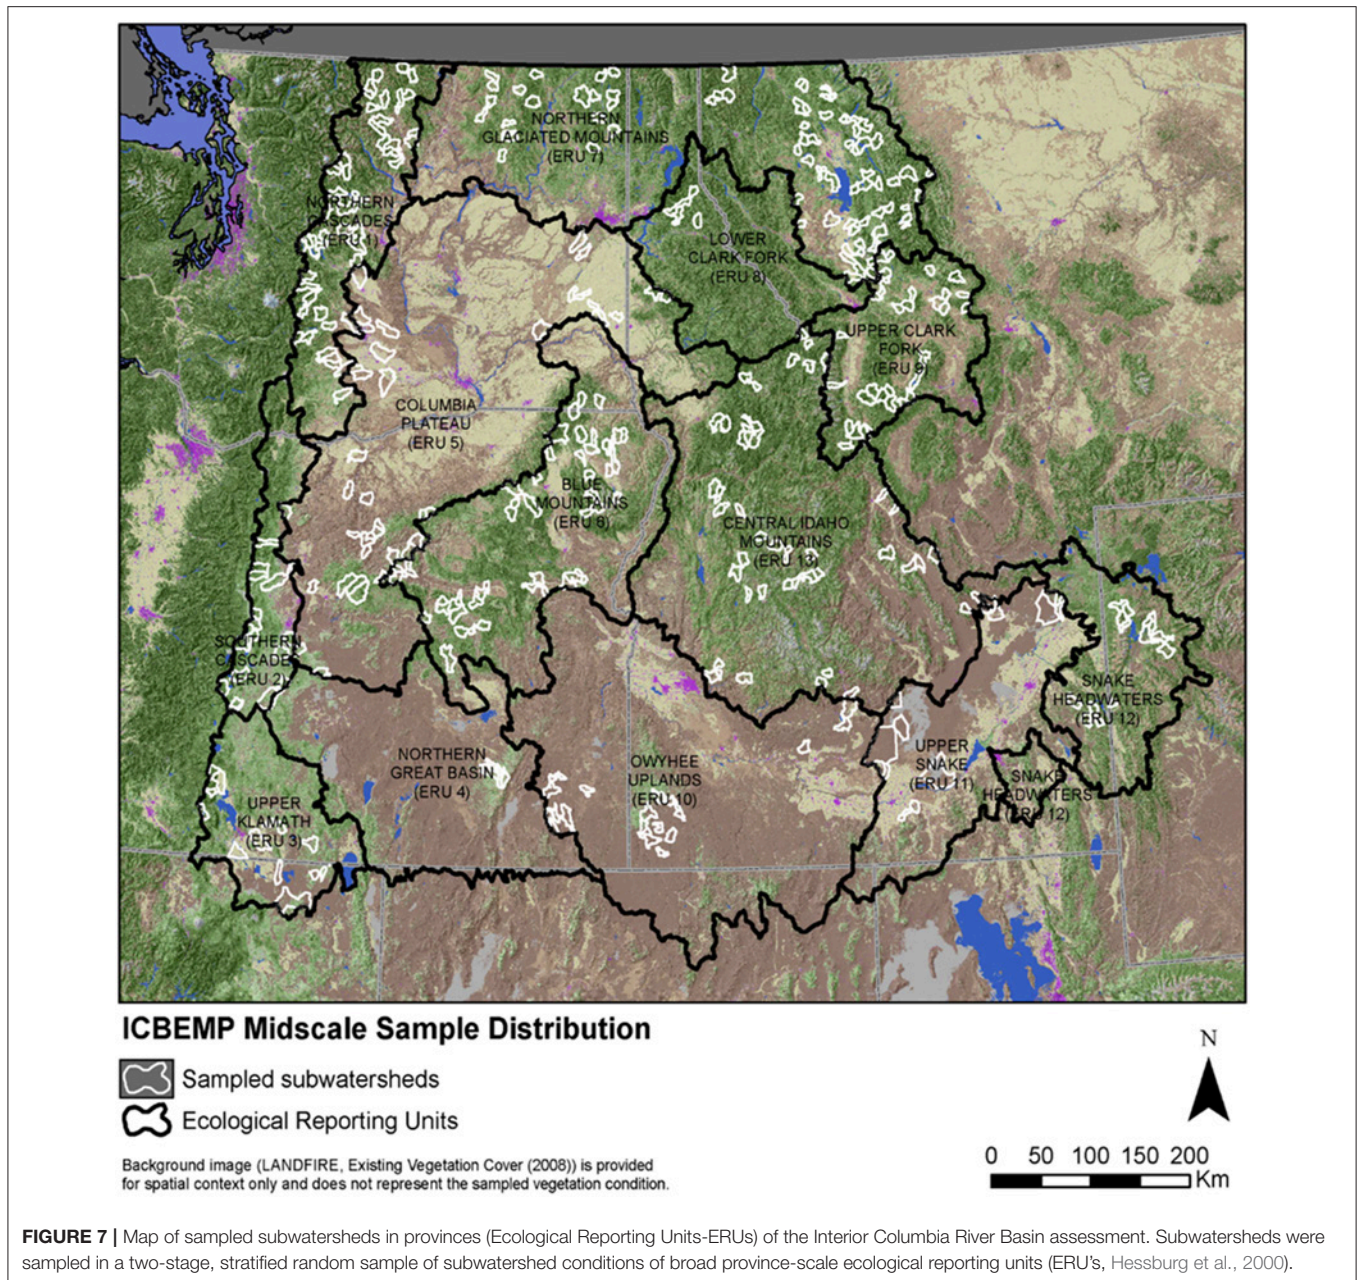 NORTHERN
GLACIATED MOUNTAINS
(ERU 7)
NORTHERN
CASCADES
(ERU 1)
LOWER
CLARK FORK
(ERU 8)
UPPER CLARK
FORK
(ERU 9)
COLUMBIA
PLATEAU
(ERU 5)
BLUE
MOUNTAINS
(ERU 6)
CENTRAL IDAHO
MOUNTAINS
(ERU 13)
SOUTHERN
CASCADES
(ERU 2)
SNAKE
HEADWATERS
(ERU 12)
NORTHERN
GREAT BASIN
(ERU 4)
OWYHEE
UPLANDS
(ERU 10)
UPPER
SNAKE
(ERU 11)
SNAKE
HEADWATERS
(ERU 12)
UPPER
KLAMATH
(ERU 3)
ICBEMP Midscale Sample Distribution
Sampled subwatersheds
Ecological Reporting Units
Background image (LANDFIRE, Existing Vegetation Cover (2008)) is provided
for spatial context only and does not represent the sampled vegetation condition.
N
0 50 100 150 200
Km
FIGURE 7 | Map of sampled subwatersheds in provinces (Ecological Reporting Units-ERUs) of the Interior Columbia River Basin assessment. Subwatersheds were
sampled in a two-stage, stratified random sample of subwatershed conditions of broad province-scale ecological reporting units (ERU's, Hessburg et al., 2000).